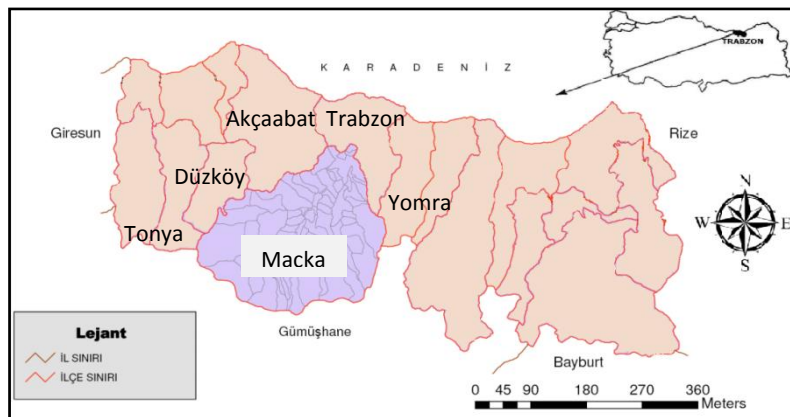 TRABZON
K A R A D E N İ Z
Akçaabat Trabzon
Giresun
Rize
Düzköy
Yomra
N
W E
S
Tonya
Macka
Lejant
İL SINIRI
İLÇE SINIRI
Gümüşhane
Bayburt
0 45 90 180 270 360
Meters